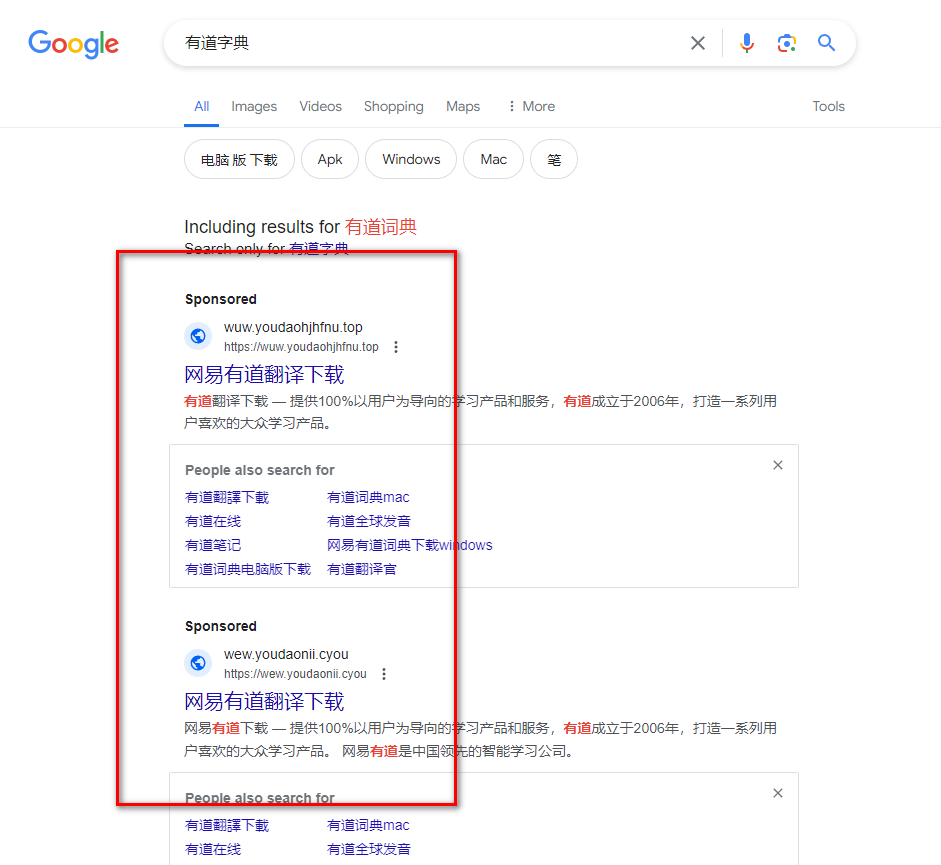 Google
有道字典
All Images Videos Shopping Maps More Tools
电脑 版 下载 Apk Windows Mac 笔
Including results for 有道词典
Search only for 有道字典
Sponsored
wuw.youdaohjhfnu.top
https://wuw.youdaohjhfnu.top
网易有道翻译下载
有道翻译下载 — 提供100%以用户为导向的学习产品和服务，有道成立于2006年，打造一系列用
户喜欢的大众学习产品。
People also search for
有道翻譯下載 有道词典mac
有道在线 有道全球发音
有道笔记 网易有道词典下载windows
有道词典电脑版下载 有道翻译官
Sponsored
wew.youdaonii.cyou
https://wew.youdaonii.cyou
网易有道翻译下载
网易有道下载 — 提供100%以用户为导向的学习产品和服务，有道成立于2006年，打造一系列用
户喜欢的大众学习产品。 网易有道是中国领先的智能学习公司。
People also search for
有道翻譯下載 有道词典mac
有道在线 有道全球发音